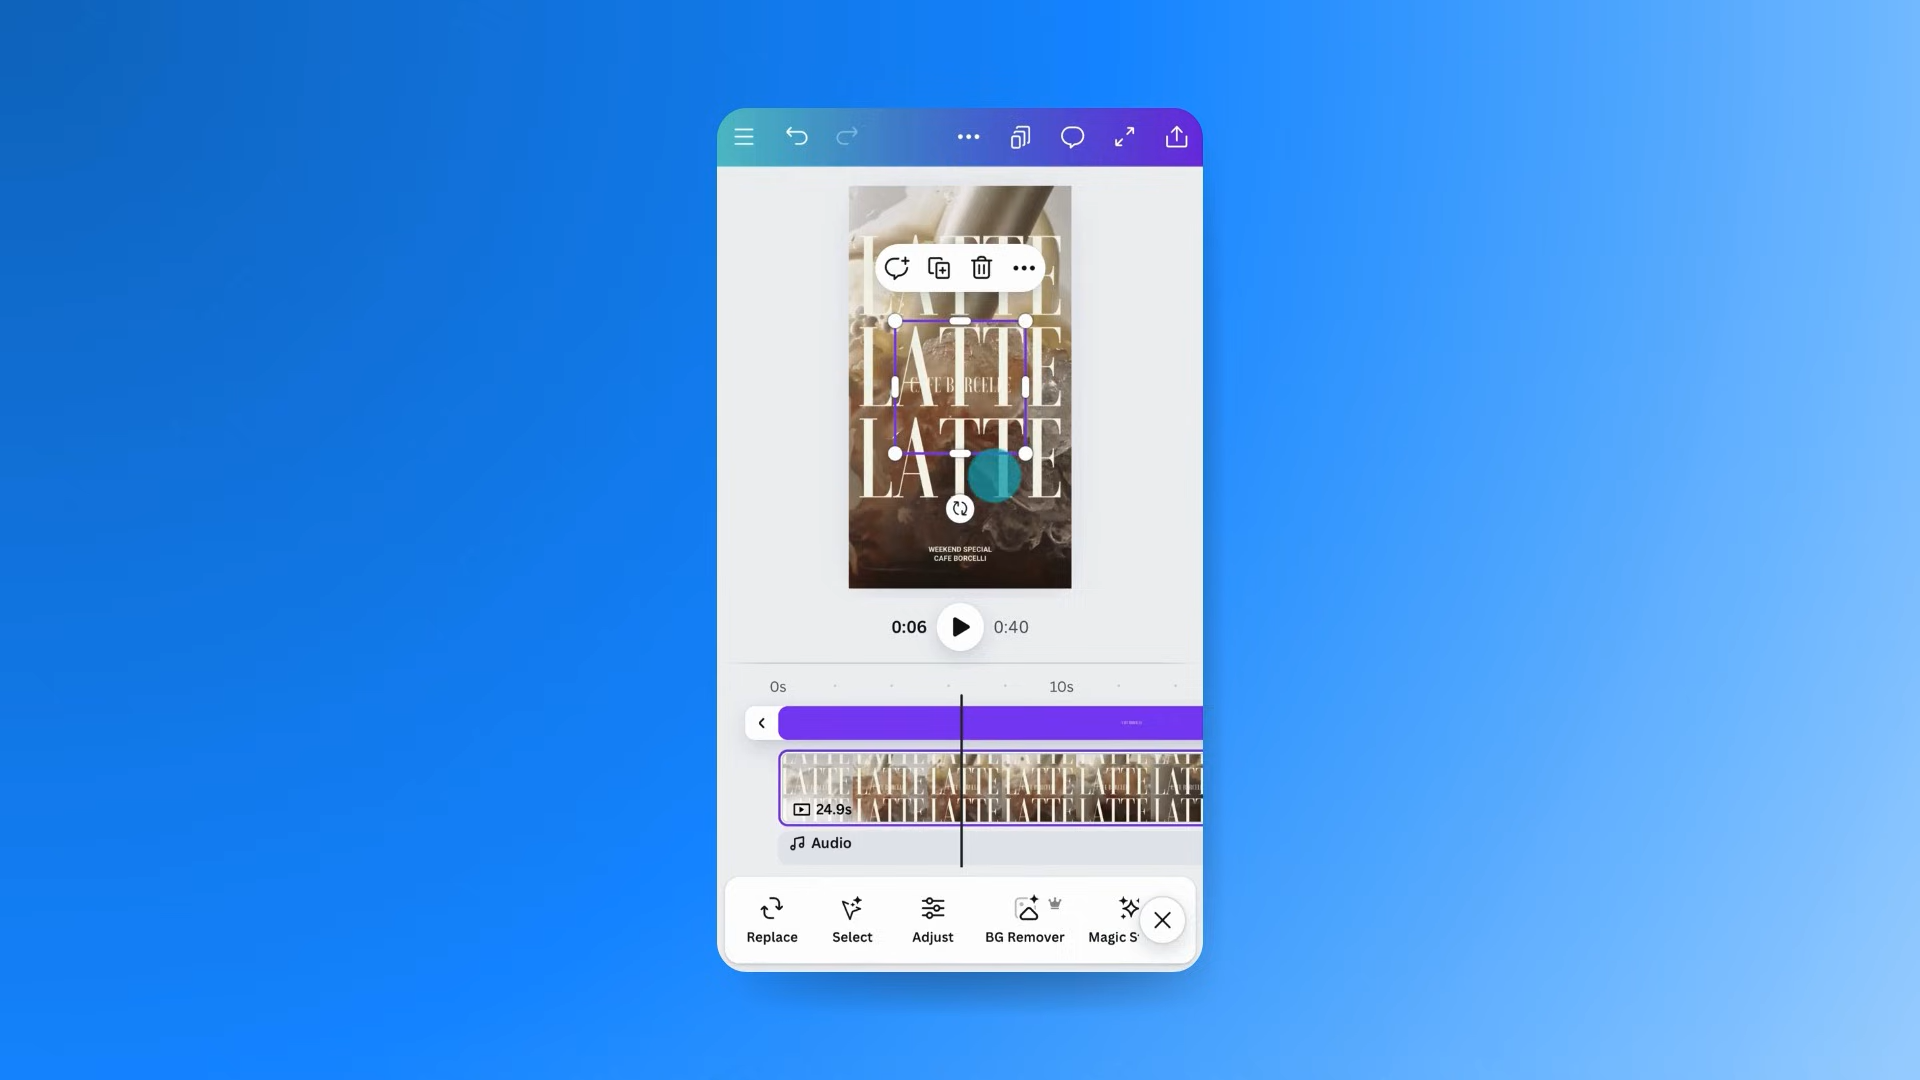 LATTE
LATTE
CAFE BORCELLI
LATTE
WEEKEND SPECIAL
CAFE BORCELLI
0:06
0:40
0s
10s
24.9s
Audio
Replace
Select
Adjust
BG Remover
Magic S